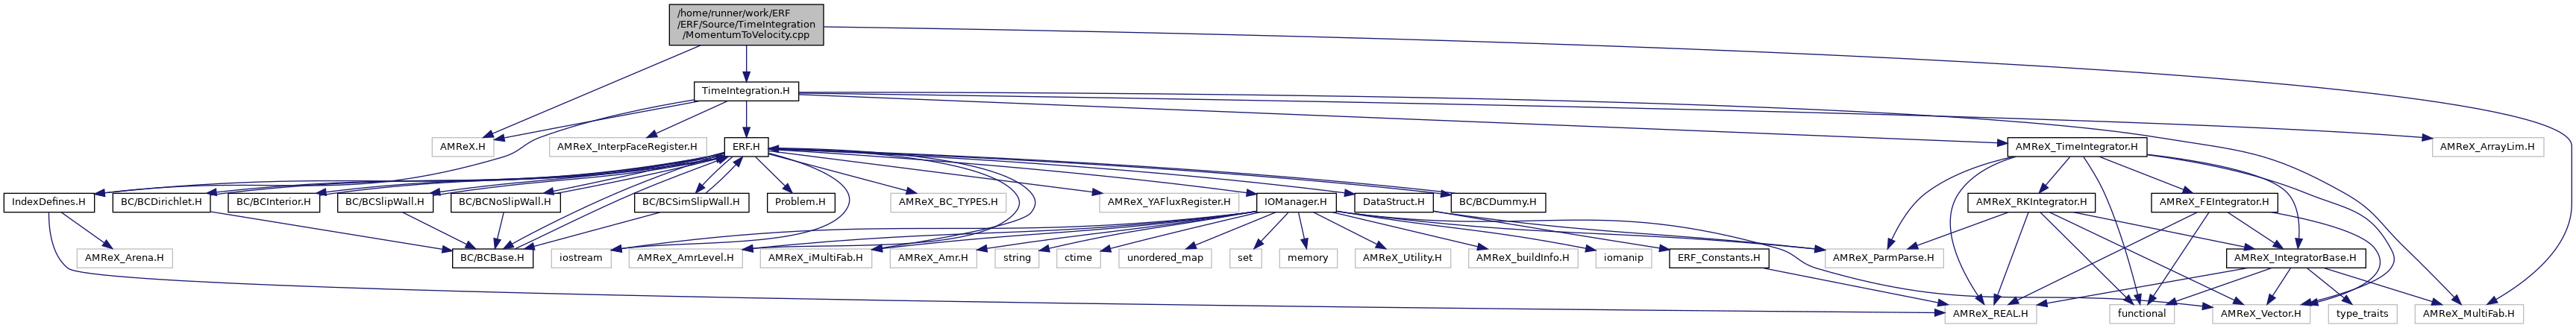 /home/runner/work/ERF
/ERF/Source/TimeIntegration
/MomentumToVelocity.cpp
TimeIntegration.H
AMReX.H
AMReX_InterpFaceRegister.H
ERF.H
AMReX_TimeIntegrator.H
AMReX_ArrayLim.H
IndexDefines.H
BC/BCDirichlet.H
BC/BCInterior.H
BC/BCSlipWall.H
BC/BCNoSlipWall.H
BC/BCSimSlipWall.H
Problem.H
AMReX_BC_TYPES.H
AMReX_YAFluxRegister.H
IOManager.H
DataStruct.H
BC/BCDummy.H
AMReX_RKIntegrator.H
AMReX_FEIntegrator.H
AMReX_Arena.H
BC/BCBase.H
iostream
AMReX_AmrLevel.H
AMReX_iMultiFab.H
AMReX_Amr.H
string
ctime
unordered_map
set
memory
AMReX_Utility.H
AMReX_buildInfo.H
iomanip
ERF_Constants.H
AMReX_ParmParse.H
AMReX_IntegratorBase.H
AMReX_REAL.H
functional
AMReX_Vector.H
type_traits
AMReX_MultiFab.H